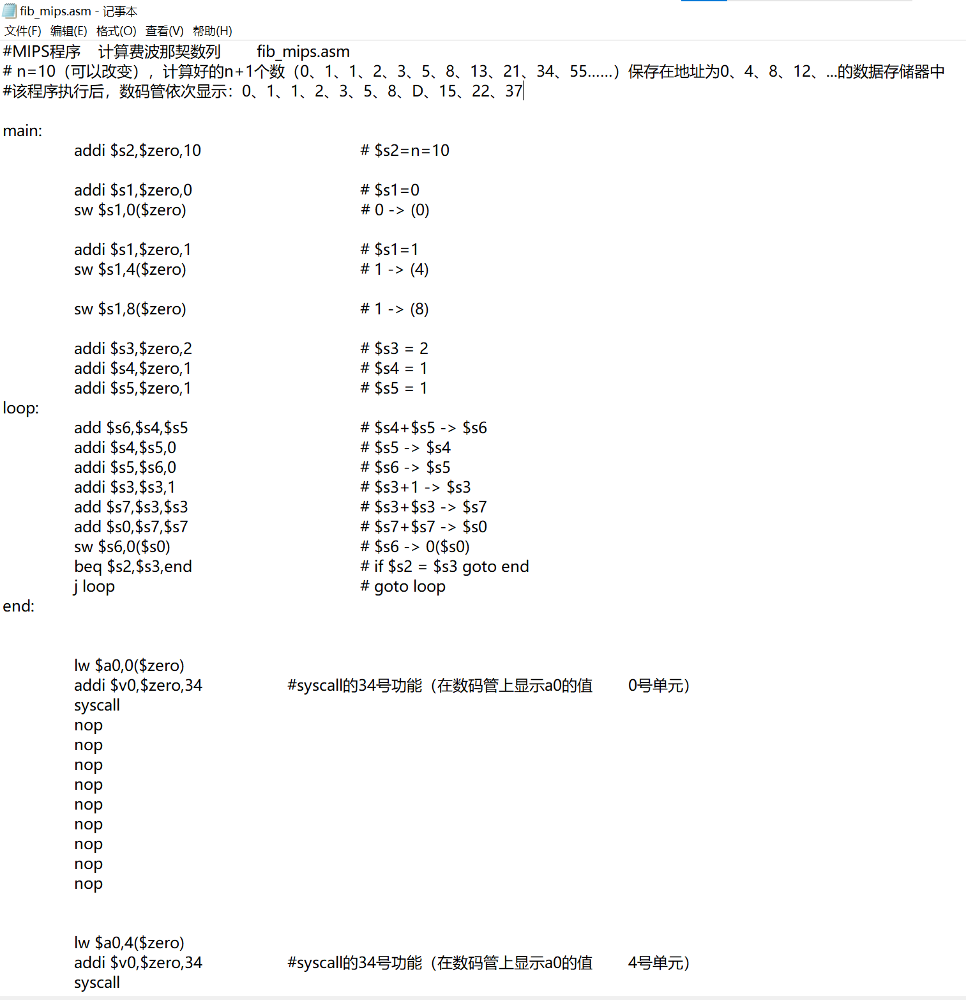 fib_mips.asm - 记事本
文件(F) 编辑(E) 格式(O) 查看(V) 帮助(H)
#MIPS程序 计算费波那契数列 fib_mips.asm
# n=10（可以改变），计算好的n+1个数（0、1、1、2、3、5、8、13、21、34、55......）保存在地址为0、4、8、12、...的数据存储器中
#该程序执行后，数码管依次显示：0、1、1、2、3、5、8、D、15、22、37
main:
addi $s2,$zero,10 # $s2=n=10
addi $s1,$zero,0 # $s1=0
sw $s1,0($zero) # 0 -> (0)
addi $s1,$zero,1 # $s1=1
sw $s1,4($zero) # 1 -> (4)
sw $s1,8($zero) # 1 -> (8)
addi $s3,$zero,2 # $s3 = 2
addi $s4,$zero,1 # $s4 = 1
addi $s5,$zero,1 # $s5 = 1
loop:
add $s6,$s4,$s5 # $s4+$s5 -> $s6
addi $s4,$s5,0 # $s5 -> $s4
addi $s5,$s6,0 # $s6 -> $s5
addi $s3,$s3,1 # $s3+1 -> $s3
add $s7,$s3,$s3 # $s3+$s3 -> $s7
add $s0,$s7,$s7 # $s7+$s7 -> $s0
sw $s6,0($s0) # $s6 -> 0($s0)
beq $s2,$s3,end # if $s2 = $s3 goto end
j loop # goto loop
end:
lw $a0,0($zero)
addi $v0,$zero,34 #syscall的34号功能（在数码管上显示a0的值 0号单元）
syscall
nop
nop
nop
nop
nop
nop
nop
nop
nop
lw $a0,4($zero)
addi $v0,$zero,34 #syscall的34号功能（在数码管上显示a0的值 4号单元）
syscall